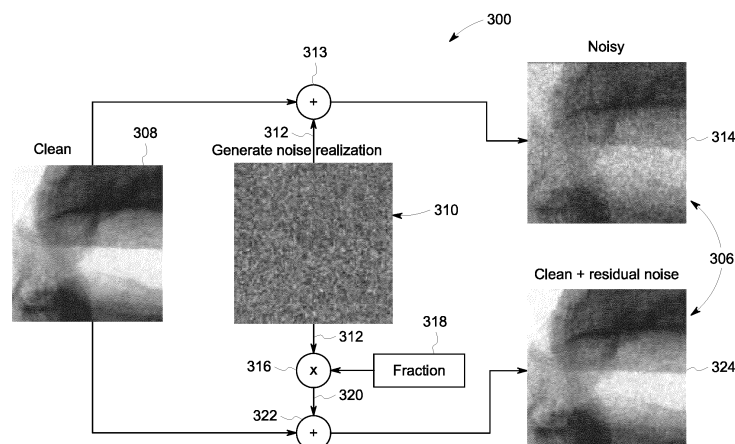 300
313
Noisy
Clean
308
312
Generate noise realization
314
310
306
Clean + residual noise
312
318
316
x
Fraction
324
320
322
+
+